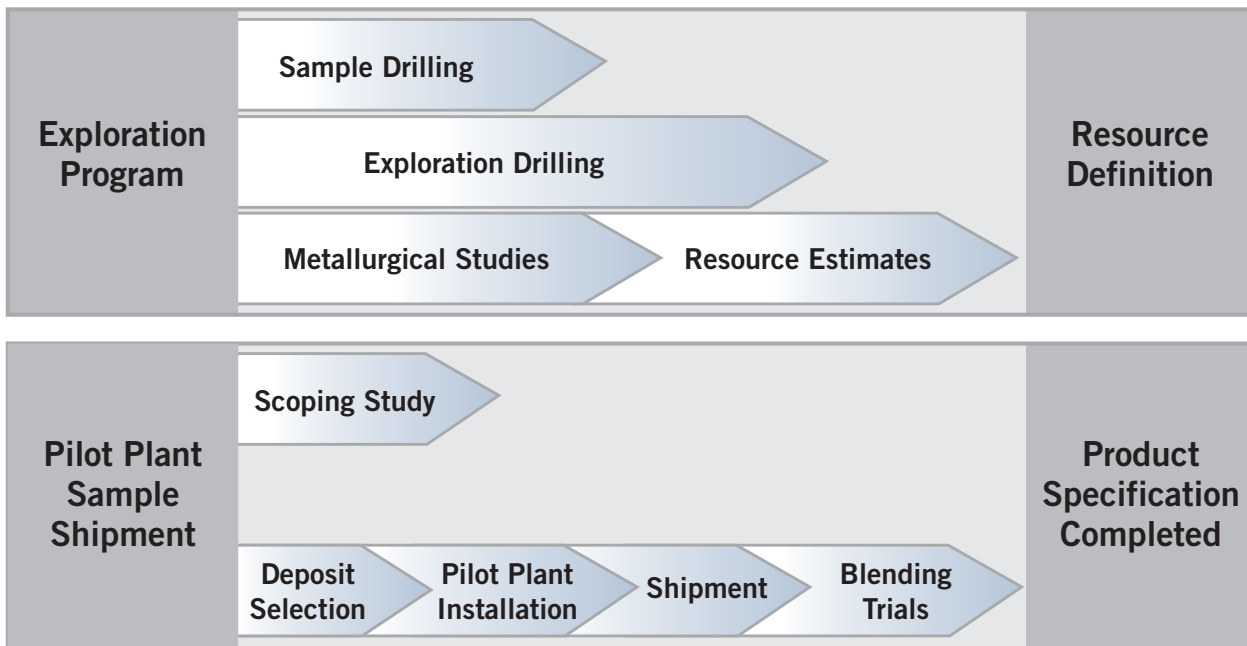 Exploration
Program
Sample Drilling
Exploration Drilling
Metallurgical Studies
Resource Estimates
Resource
Definition
Pilot Plant
Sample
Shipment
Scoping Study
Deposit
Selection
Pilot Plant
Installation
Shipment
Blending
Trials
Product
Specification
Completed